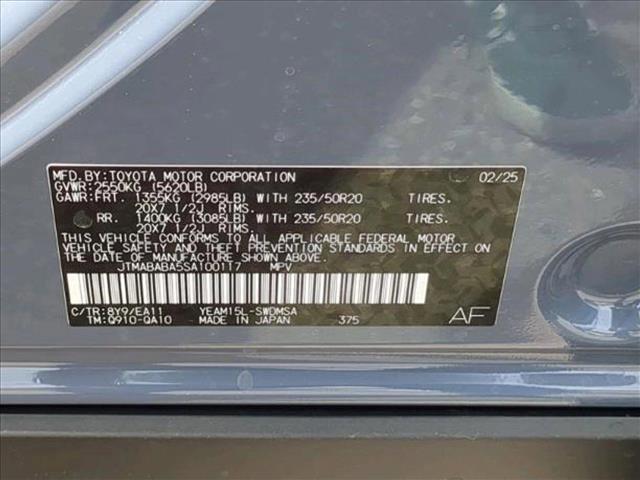 MFD. BY: TOYOTA MOTOR CORPORATION 02/25
GVWR: 2550KG (5620LB)
GAWR: FRT. 1355KG (2985LB) WITH 235/50R20 TIRES.
20X7 1/2J RIMS.
RR. 1400KG (3085LB) WITH 235/50R20 TIRES.
20X7 1/2J RIMS.
THIS VEHICLE CONFORMS TO ALL APPLICABLE FEDERAL MOTOR
VEHICLE SAFETY AND THEFT PREVENTION STANDARDS IN EFFECT ON
THE DATE OF MANUFACTURE SHOWN ABOVE.
JTMABABA5SA100117 MPV
C/TR: 8Y9/EA11 YEAM15L-SWDMSA
TM: Q910-QA10 MADE IN JAPAN 375 AF